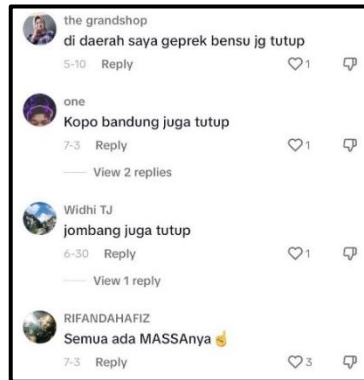 the grandshop
di daerah saya geprek bensu jg tutup
5-10 Reply 1
one
Kopo bandung juga tutup
7-3 Reply 1
View 2 replies
Widhi TJ
jombang juga tutup
6-30 Reply 1
View 1 reply
RIFANDAHAFIZ
Semua ada MASSAnya ☝️
7-3 Reply 3